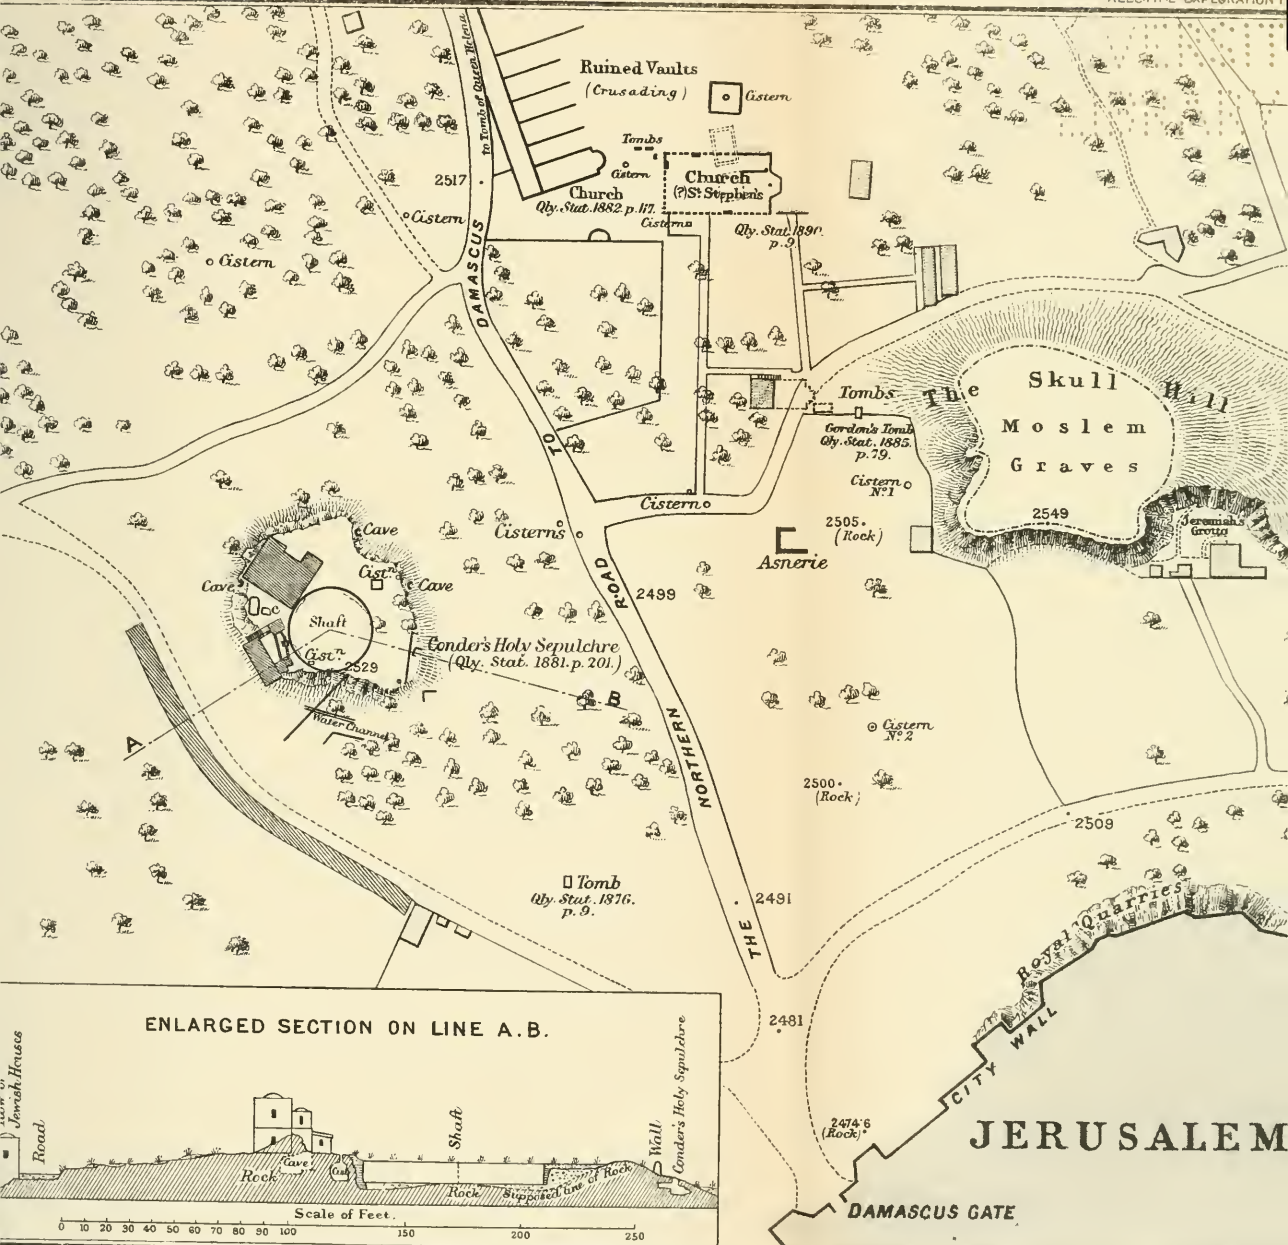 EXPLORATION
to Tomb of Queen Helena
Ruined Vaults
(Crusading)
Cistern
Tombs
Cistern
Church
(?)St Stephen's
Church
Qly. Stat. 1882. p. 117.
Cistern
Qly. Stat. 1890.
p. 9.
2517
Cistern
Cistern
THE NORTHERN ROAD TO DAMASCUS
The Skull Hill
Moslem
Graves
2549
Tombs
Gordon's Tomb
Qly. Stat. 1885.
p. 79.
Cistern
No. 1
Jeremiah's
Grotto
Cistern
Cisterns
2505
(Rock)
Asnerie
Cave
Cist.n
Cave
Cave
C
Shaft
Cist.n
2529
Conder's Holy Sepulchre
(Qly. Stat. 1881. p. 201.)
2499
A
B
Water Channel
Cistern
No. 2
2500
(Rock)
2509
Tomb
Qly. Stat. 1876.
p. 9.
2491
Royal Quarries
2481
CITY WALL
2474·6
(Rock)
JERUSALEM
DAMASCUS GATE
ENLARGED SECTION ON LINE A.B.
Jewish Houses
Road
Rock
Cave
Shaft
Rock
Supposed line of Rock
Wall
Conder's Holy Sepulchre
Scale of Feet.
0 10 20 30 40 50 60 70 80 90 100 150 200 250